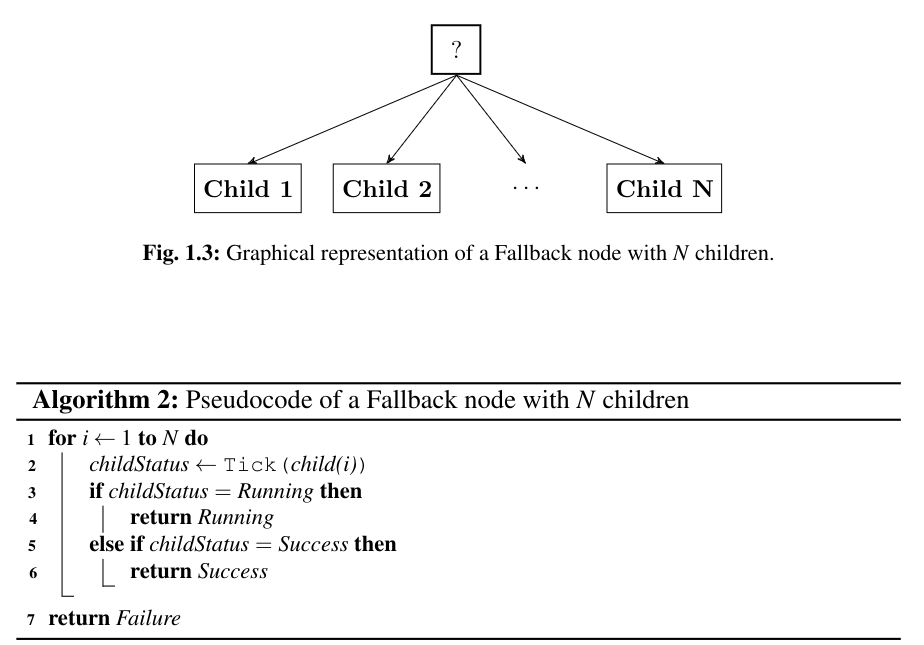 ?
Child 1 Child 2 ··· Child N
Fig. 1.3: Graphical representation of a Fallback node with N children.
Algorithm 2: Pseudocode of a Fallback node with N children
1 for i ← 1 to N do
2 childStatus ← Tick(child(i))
3 if childStatus = Running then
4 return Running
5 else if childStatus = Success then
6 return Success
7 return Failure